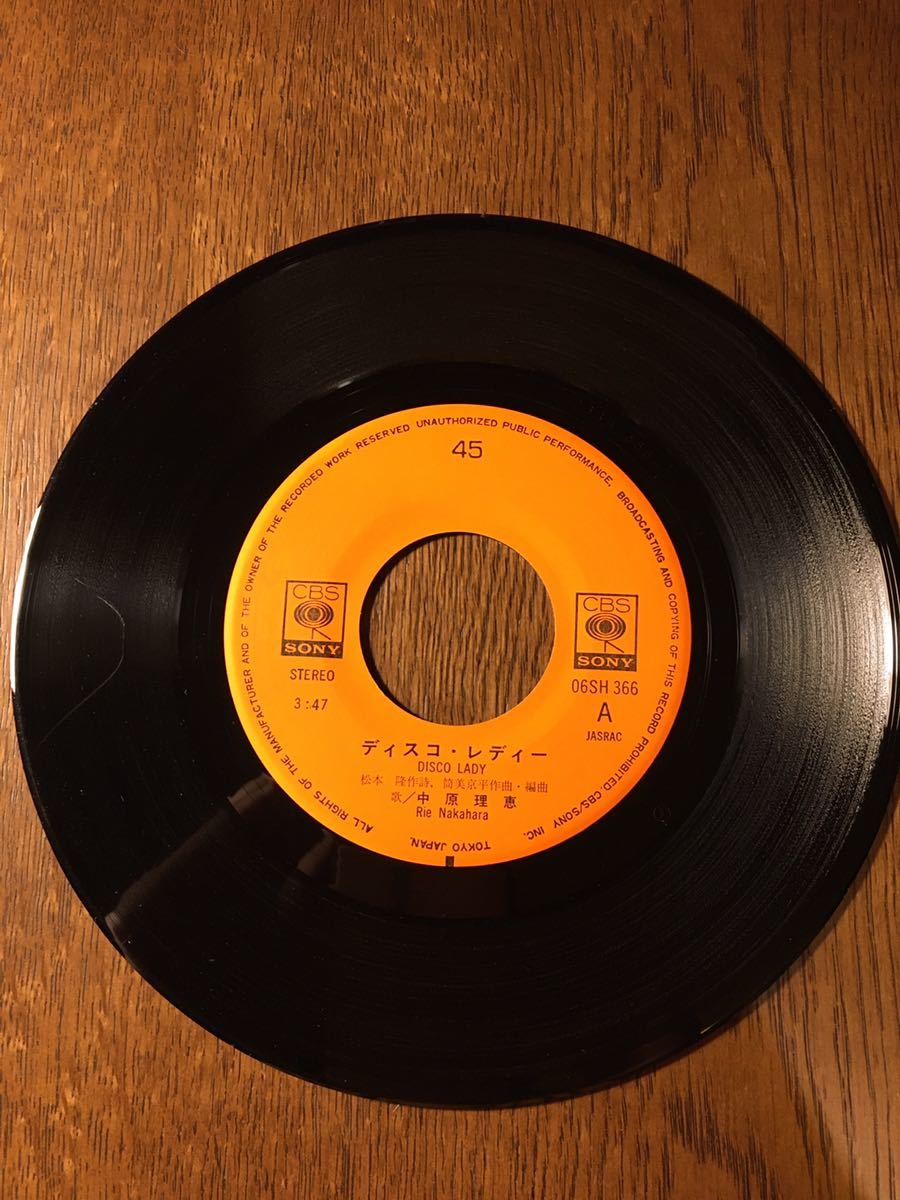 45
CBS
SONY
STEREO
3:47
CBS
SONY
06SH 366
A
JASRAC
ディスコ・レディー
DISCO LADY
松本 隆作詩、筒美京平作曲・編曲
歌/中原理恵
Rie Nakahara
ALL RIGHTS OF THE MANUFACTURER AND OF THE OWNER OF THE RECORDED WORK RESERVED UNAUTHORIZED PUBLIC PERFORMANCE, BROADCASTING AND COPYING OF THIS RECORD PROHIBITED·CBS/SONY INC.
TOKYO JAPAN.